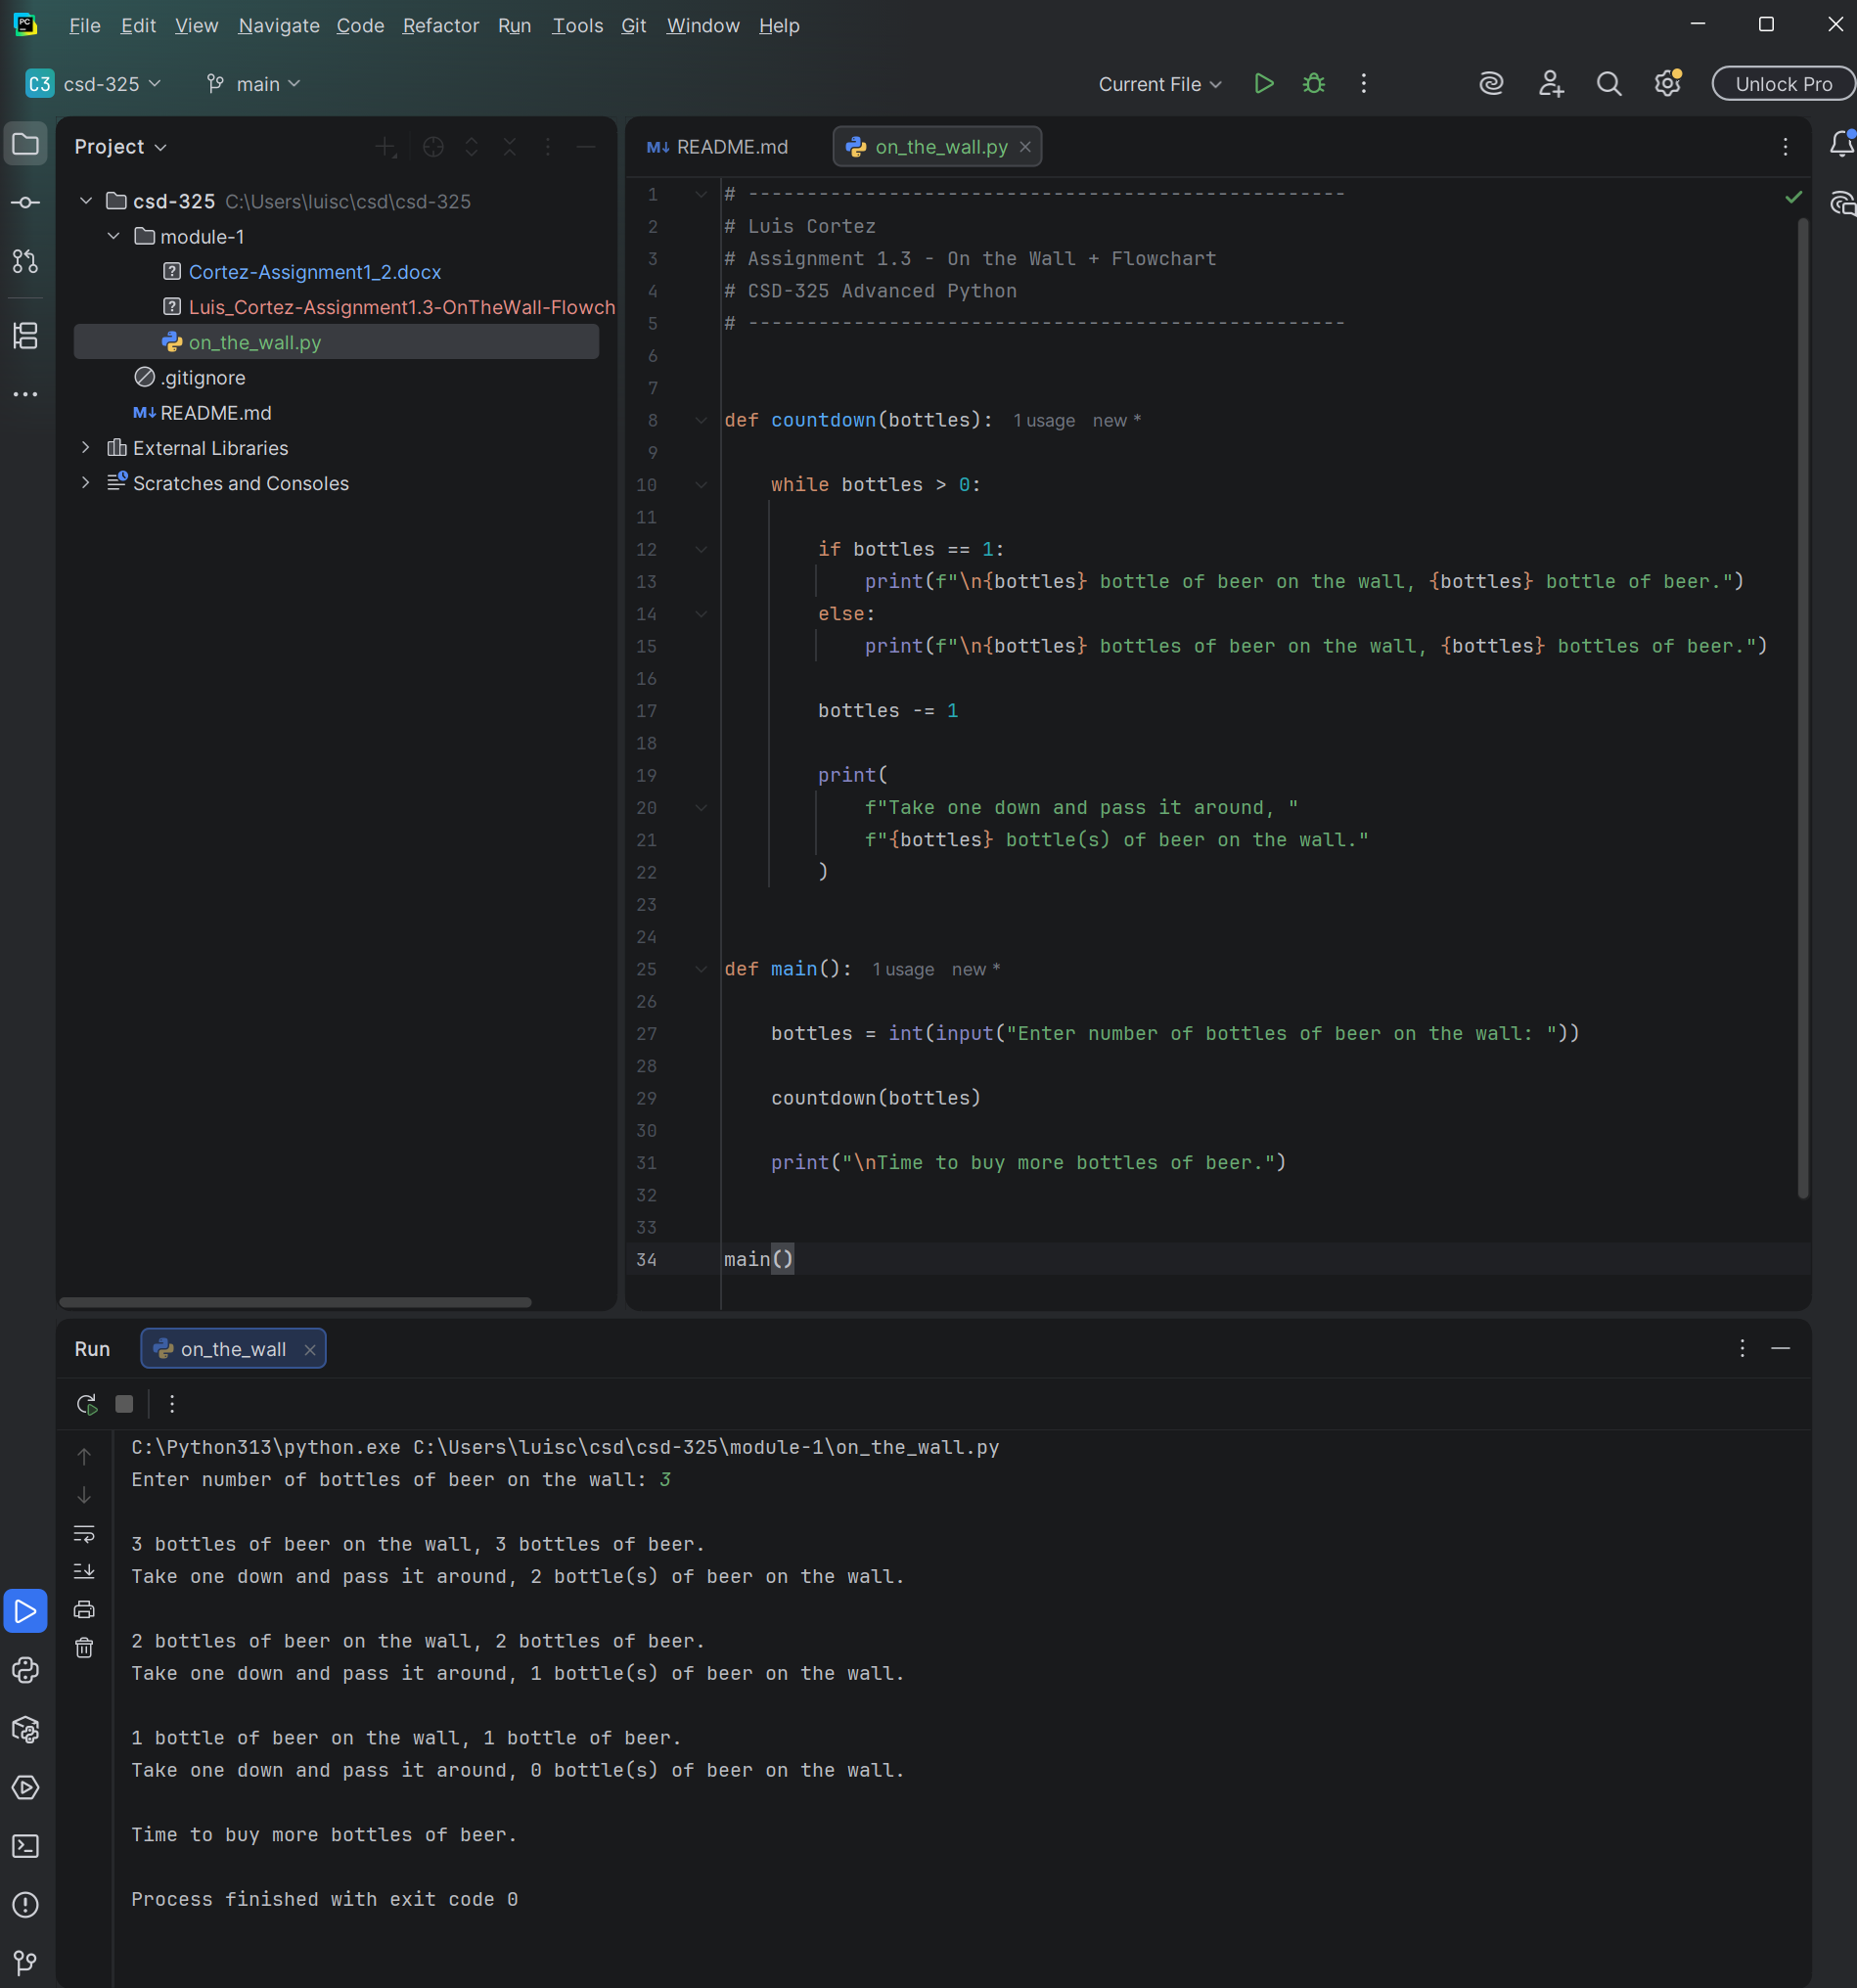 PC
File Edit View Navigate Code Refactor Run Tools Git Window Help
C3 csd-325 main Current File Unlock Pro
Project
csd-325 C:\Users\luisc\csd\csd-325
module-1
? Cortez-Assignment1_2.docx
? Luis_Cortez-Assignment1.3-OnTheWall-Flowch
on_the_wall.py
.gitignore
M↓ README.md
External Libraries
Scratches and Consoles
M↓ README.md on_the_wall.py
1 # ---------------------------------------------------
2 # Luis Cortez
3 # Assignment 1.3 - On the Wall + Flowchart
4 # CSD-325 Advanced Python
5 # ---------------------------------------------------
6
7
8 def countdown(bottles): 1 usage new *
9
10     while bottles > 0:
11
12         if bottles == 1:
13             print(f"\n{bottles} bottle of beer on the wall, {bottles} bottle of beer.")
14         else:
15             print(f"\n{bottles} bottles of beer on the wall, {bottles} bottles of beer.")
16
17         bottles -= 1
18
19         print(
20             f"Take one down and pass it around, "
21             f"{bottles} bottle(s) of beer on the wall."
22         )
23
24
25 def main(): 1 usage new *
26
27     bottles = int(input("Enter number of bottles of beer on the wall: "))
28
29     countdown(bottles)
30
31     print("\nTime to buy more bottles of beer.")
32
33
34 main()
Run on_the_wall
C:\Python313\python.exe C:\Users\luisc\csd\csd-325\module-1\on_the_wall.py
Enter number of bottles of beer on the wall: 3
3 bottles of beer on the wall, 3 bottles of beer.
Take one down and pass it around, 2 bottle(s) of beer on the wall.
2 bottles of beer on the wall, 2 bottles of beer.
Take one down and pass it around, 1 bottle(s) of beer on the wall.
1 bottle of beer on the wall, 1 bottle of beer.
Take one down and pass it around, 0 bottle(s) of beer on the wall.
Time to buy more bottles of beer.
Process finished with exit code 0